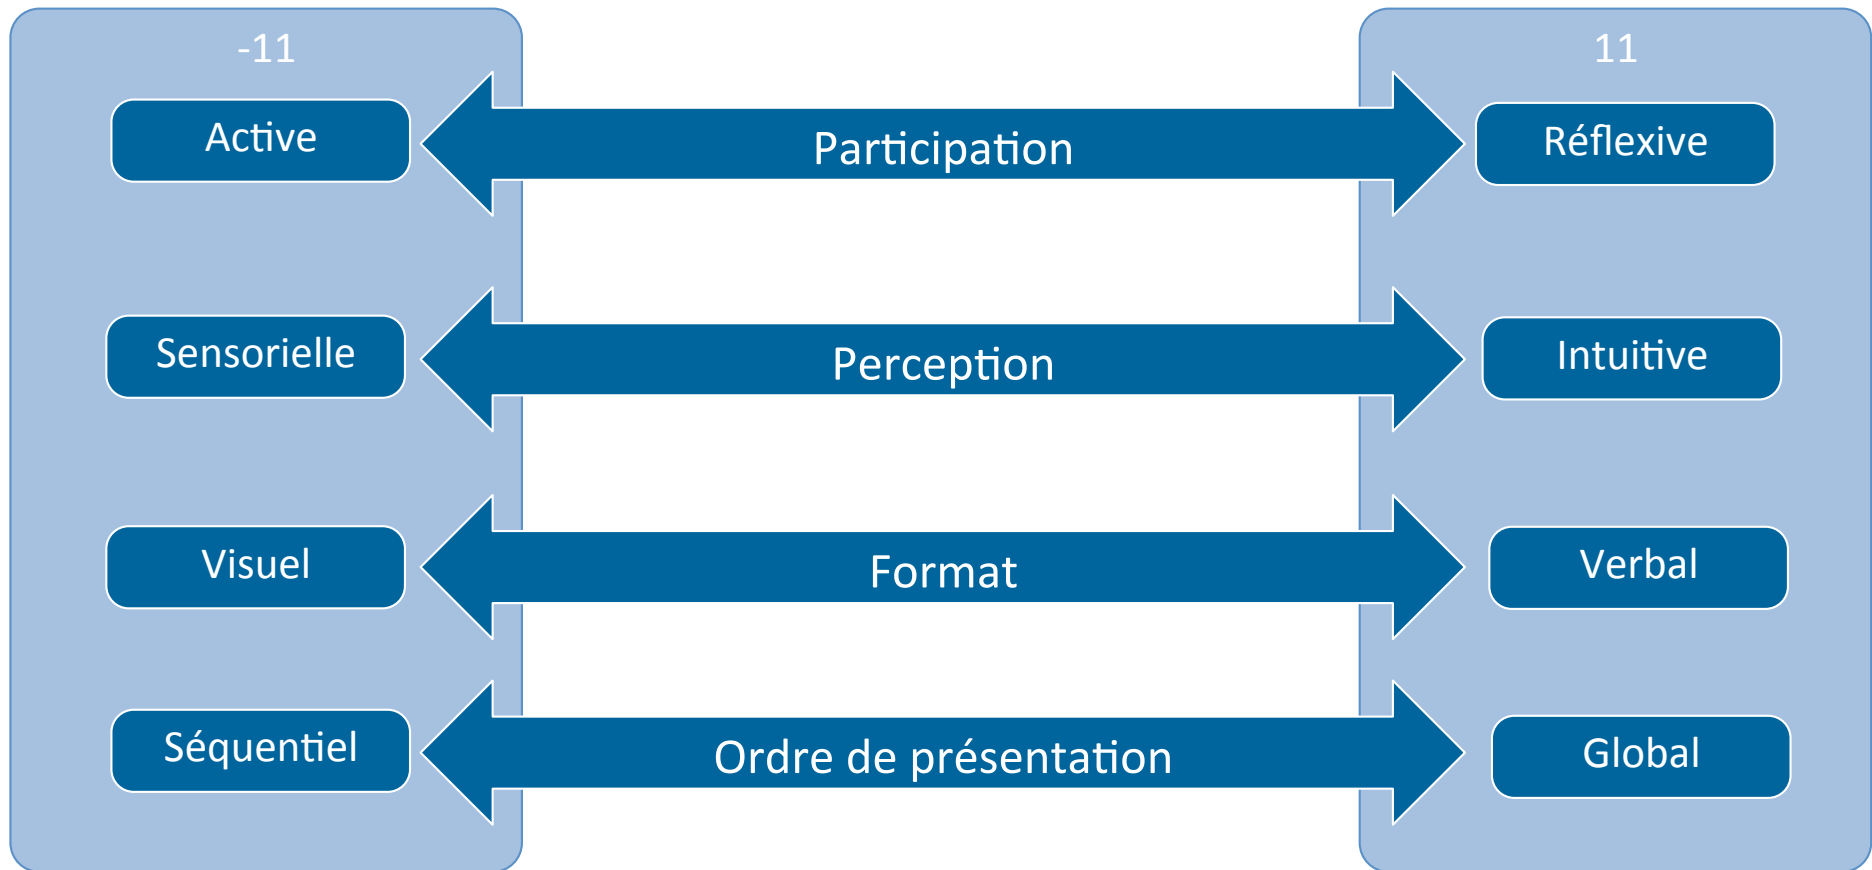 -11
11
Active
Participation
Réflexive
Sensorielle
Perception
Intuitive
Visuel
Format
Verbal
Séquentiel
Ordre de présentation
Global